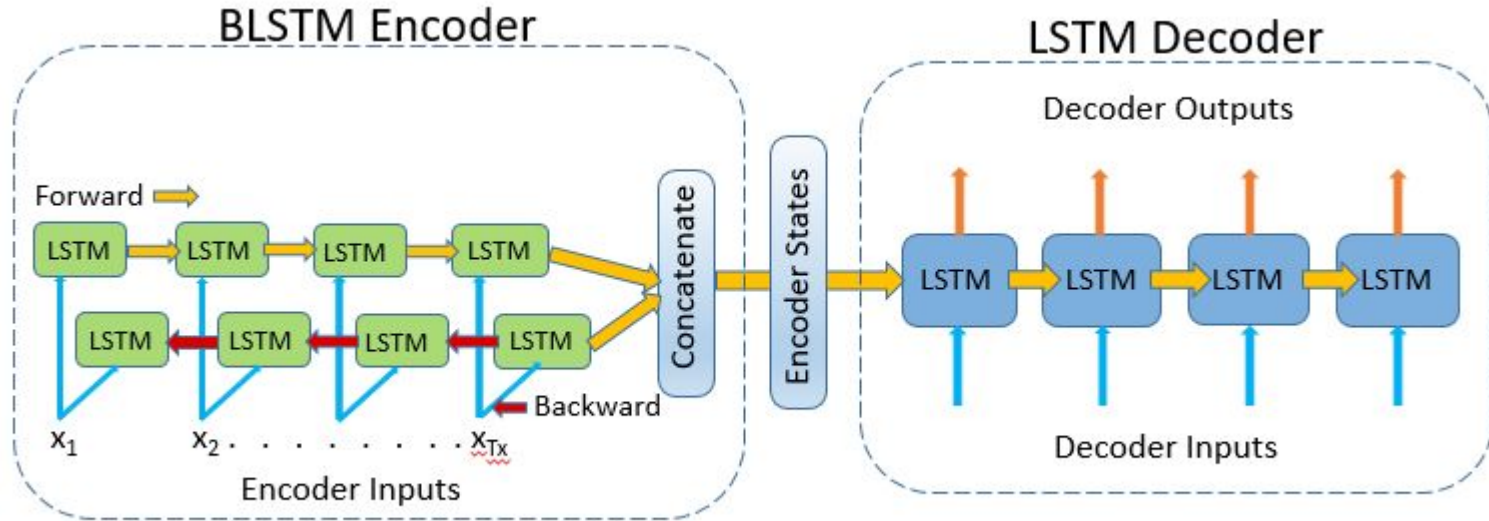 BLSTM Encoder
Forward
LSTM LSTM LSTM LSTM
LSTM LSTM LSTM LSTM
Backward
x₁ x₂ . . . . . . . . x_Tx
Encoder Inputs
Concatenate
Encoder States
LSTM Decoder
Decoder Outputs
LSTM LSTM LSTM LSTM
Decoder Inputs